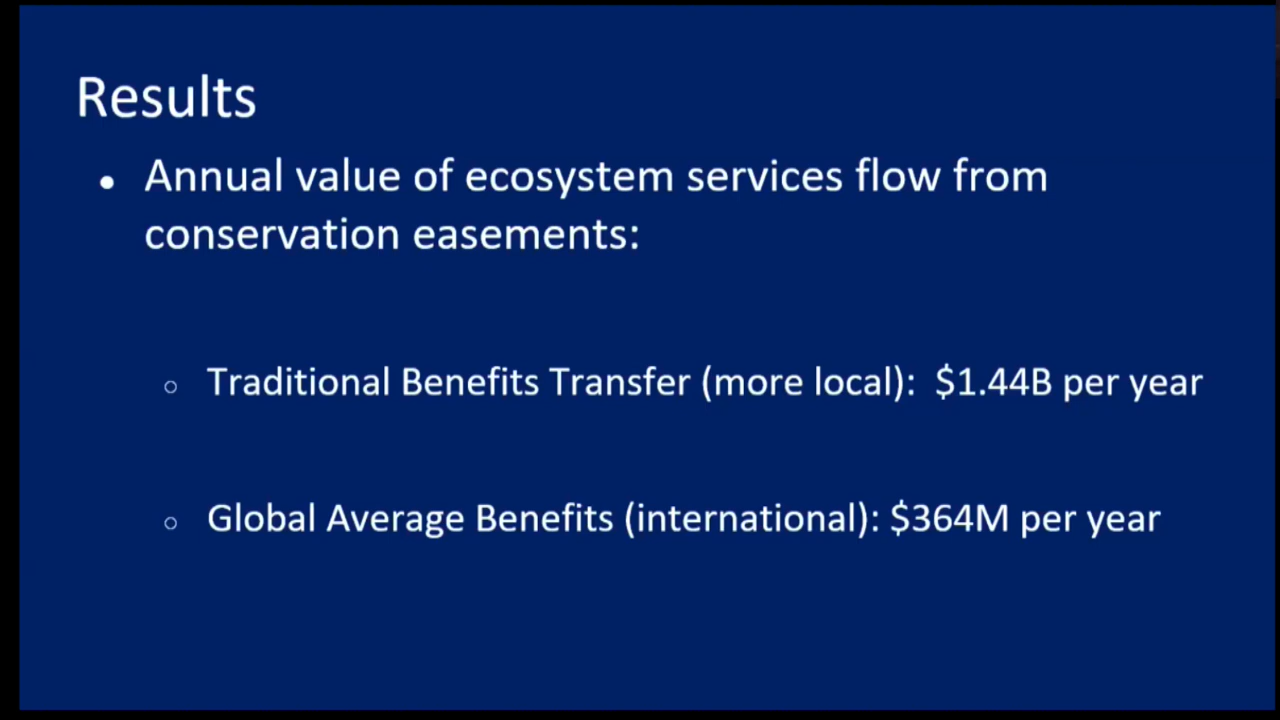 Results
• Annual value of ecosystem services flow from
conservation easements:
○ Traditional Benefits Transfer (more local):  $1.44B per year
○ Global Average Benefits (international): $364M per year